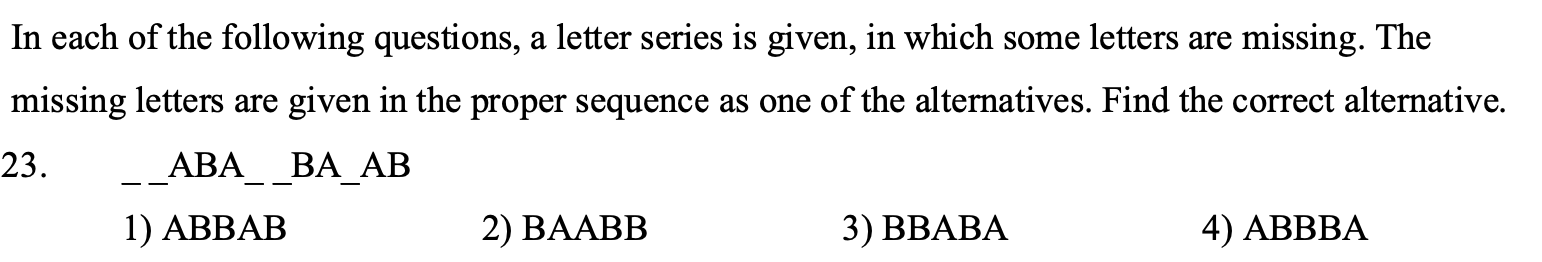 In each of the following questions, a letter series is given, in which some letters are missing. The
missing letters are given in the proper sequence as one of the alternatives. Find the correct alternative.
23. _ _ABA_ _BA_AB
1) ABBAB 2) BAABB 3) BBABA 4) ABBBA